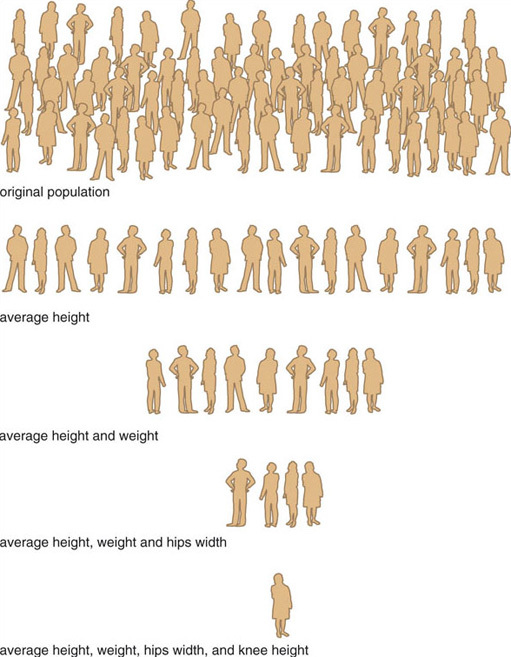 original population
average height
average height and weight
average height, weight and hips width
average height, weight, hips width, and knee height